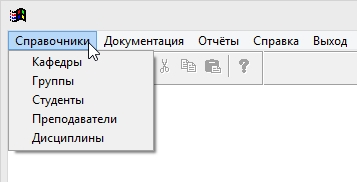 Справочники Документация Отчёты Справка Выход
Кафедры
Группы
Студенты
Преподаватели
Дисциплины